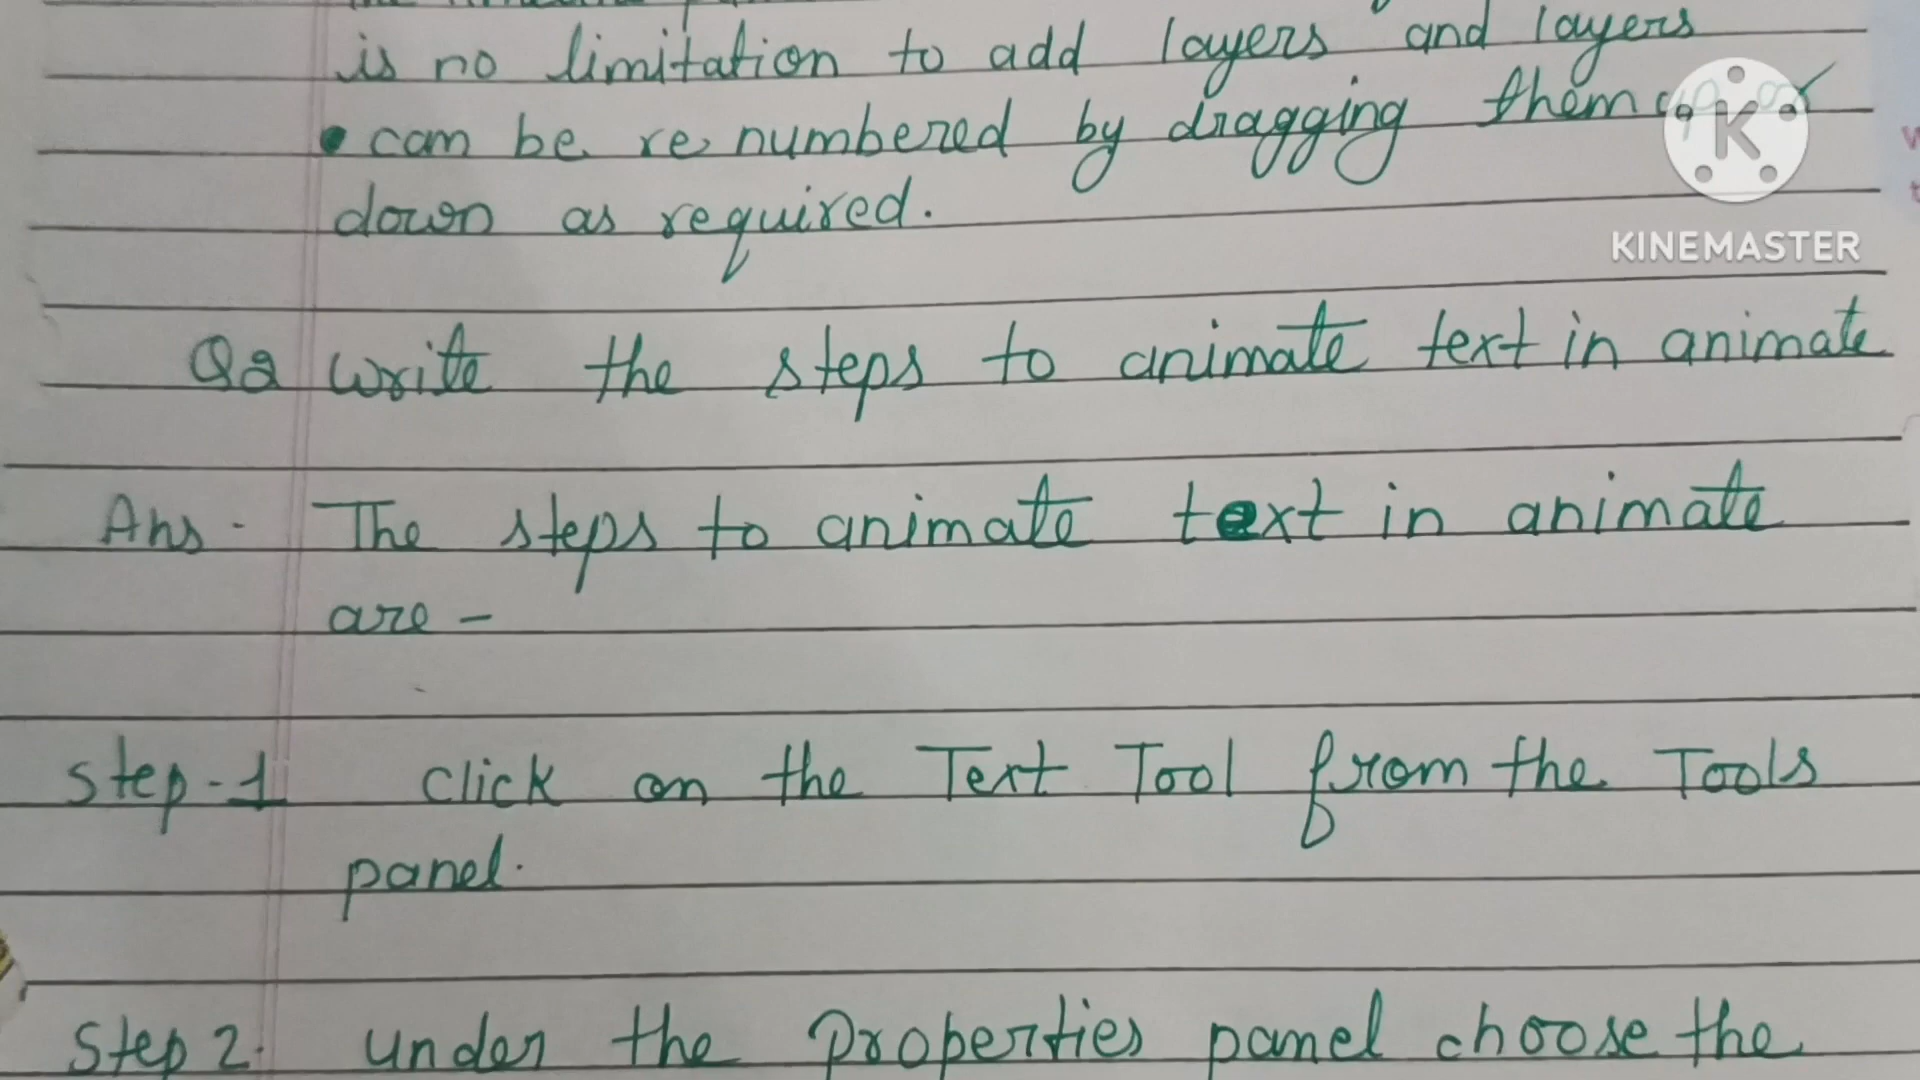 is no limitation to add layers and layers
• can be re numbered by dragging them up or
down as required.
KINEMASTER
Q2 Write the steps to animate text in animate
Ans - The steps to animate text in animate
are -
Step-1 click on the Text Tool from the Tools
panel.
Step 2. under the Properties panel choose the